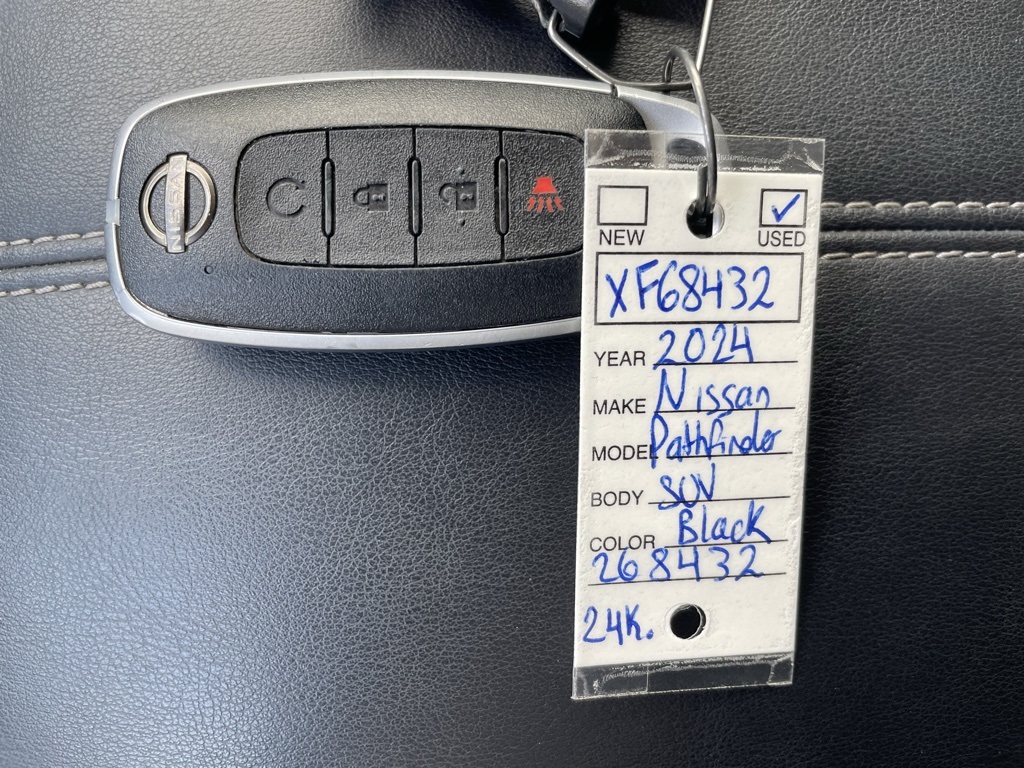 NISSAN
NEW USED
XF68432
YEAR 2024
MAKE Nissan
MODEL Pathfinder
BODY SUV
COLOR Black
268432
24K.